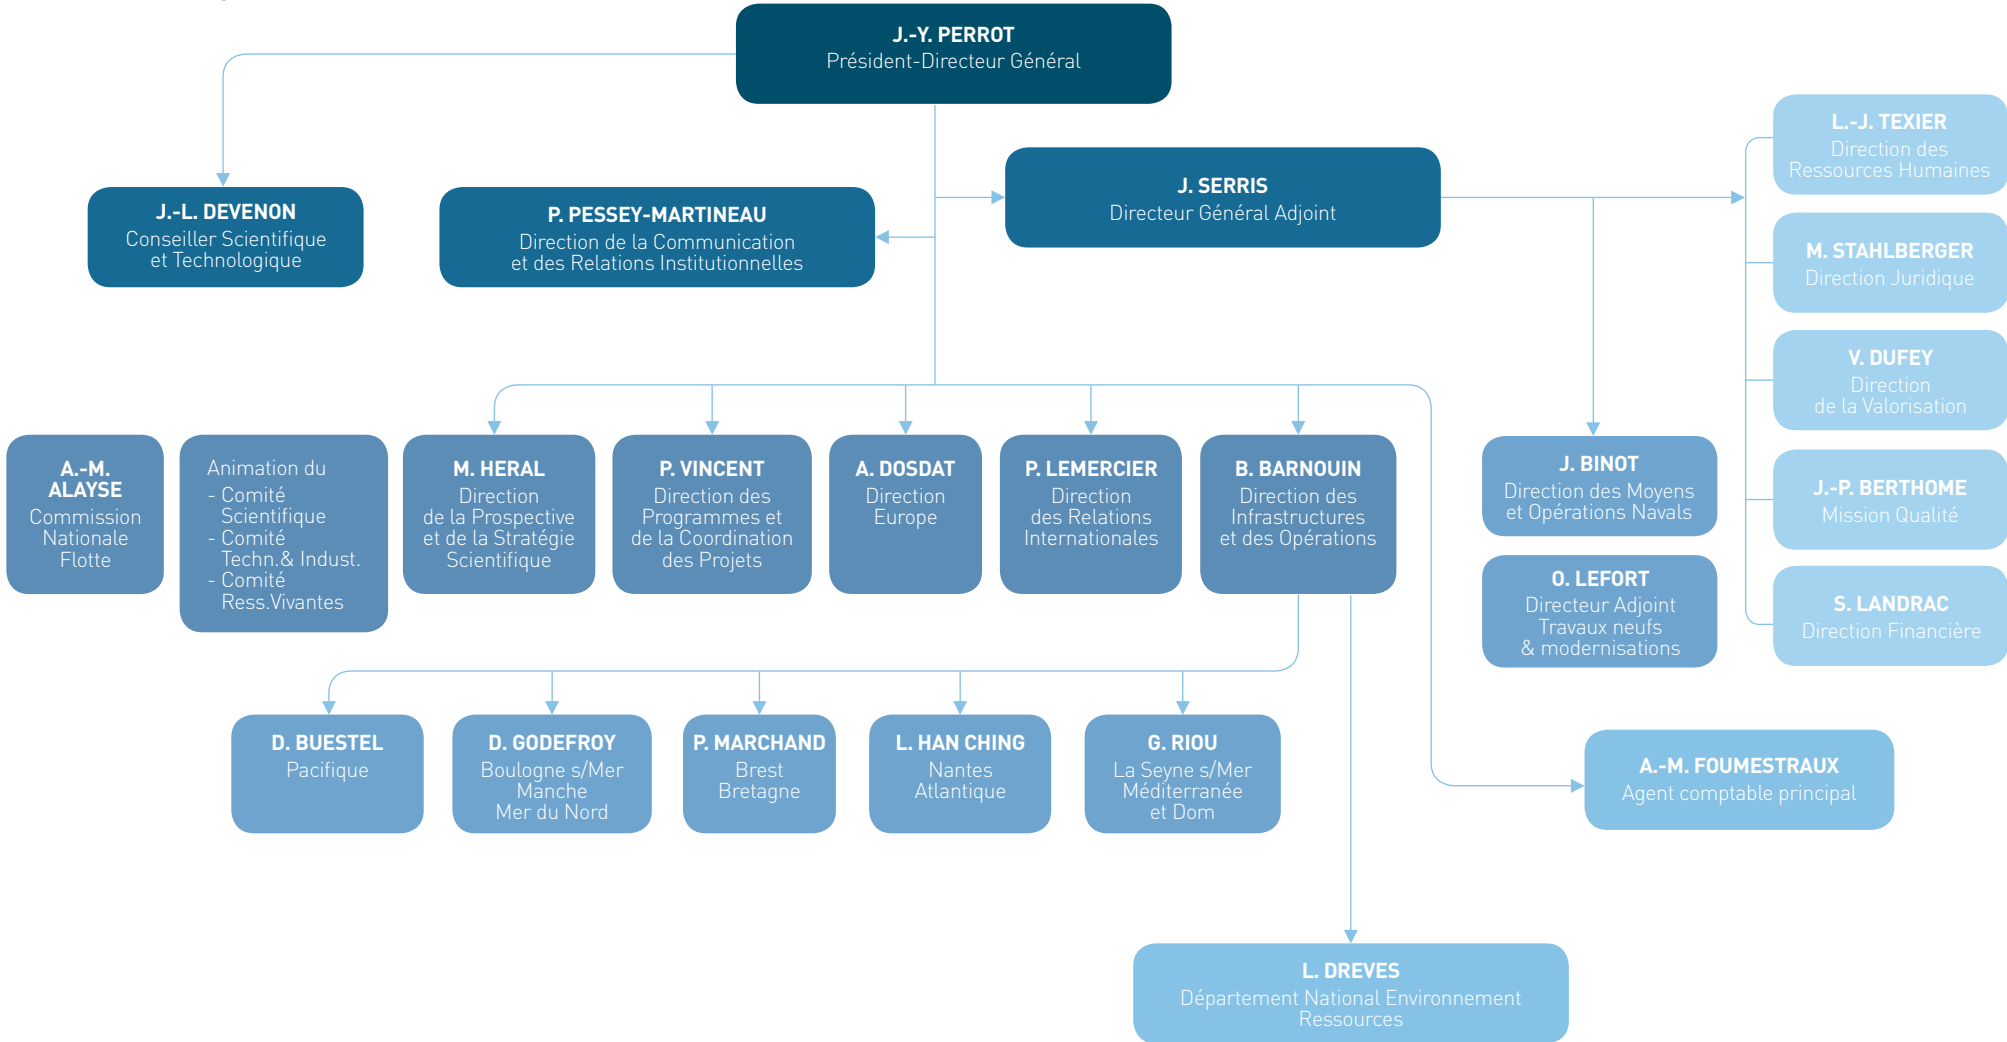 J.-Y. PERROT
Président-Directeur Général
L.-J. TEXIER
Direction des
Ressources Humaines
J. SERRIS
Directeur Général Adjoint
J.-L. DEVENON
Conseiller Scientifique
et Technologique
P. PESSEY-MARTINEAU
Direction de la Communication
et des Relations Institutionnelles
M. STAHLBERGER
Direction Juridique
V. DUFEY
Direction
de la Valorisation
A.-M.
ALAYSE
Commission
Nationale
Flotte
Animation du
- Comité
Scientifique
- Comité
Techn.& Indust.
- Comité
Ress.Vivantes
M. HERAL
Direction
de la Prospective
et de la Stratégie
Scientifique
P. VINCENT
Direction des
Programmes et
de la Coordination
des Projets
A. DOSDAT
Direction
Europe
P. LEMERCIER
Direction
des Relations
Internationales
B. BARNOUIN
Direction des
Infrastructures
et des Opérations
J. BINOT
Direction des Moyens
et Opérations Navals
J.-P. BERTHOME
Mission Qualité
O. LEFORT
Directeur Adjoint
Travaux neufs
& modernisations
S. LANDRAC
Direction Financière
D. BUESTEL
Pacifique
D. GODEFROY
Boulogne s/Mer
Manche
Mer du Nord
P. MARCHAND
Brest
Bretagne
L. HAN CHING
Nantes
Atlantique
G. RIOU
La Seyne s/Mer
Méditerranée
et Dom
A.-M. FOUMESTRAUX
Agent comptable principal
L. DREVES
Département National Environnement
Ressources